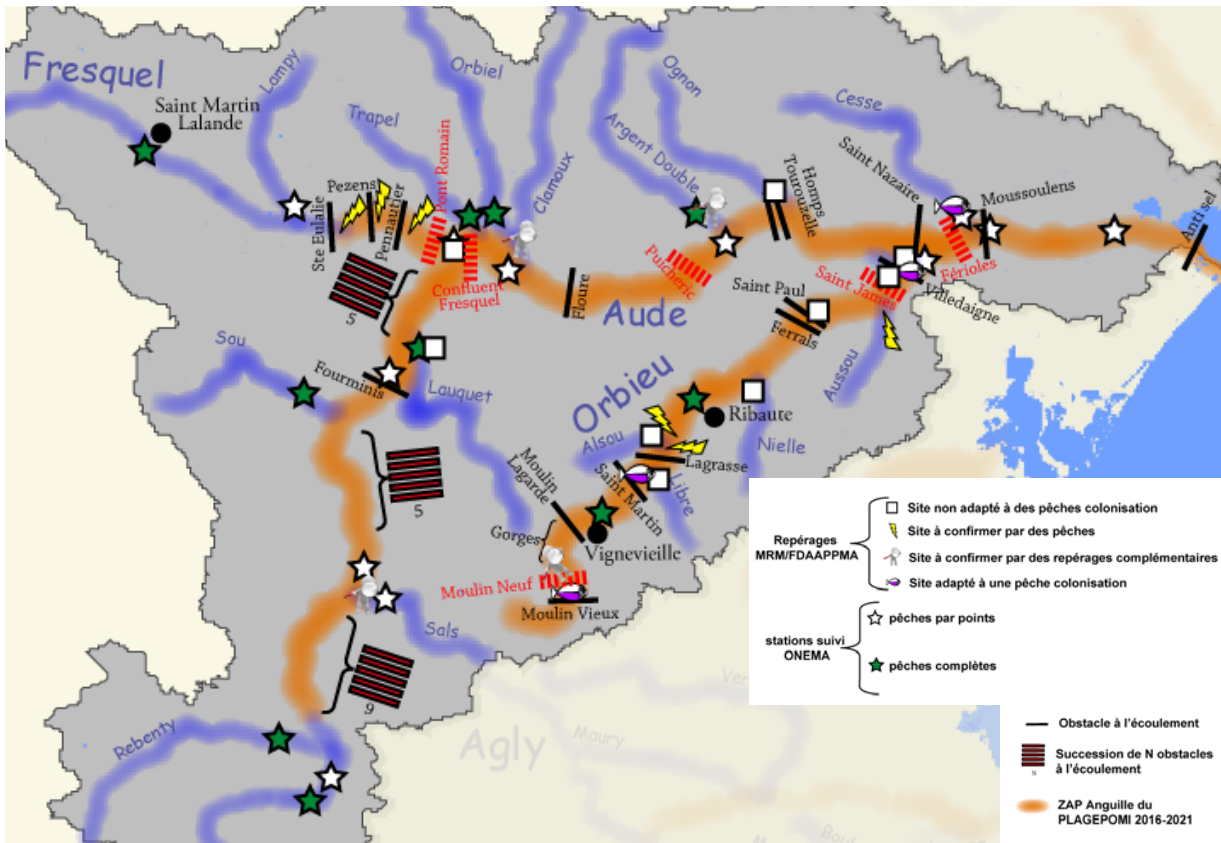 Fresquel
Saint Martin
Lalande
Lampy
Trapel
Orbiel
Pont Romain
Clamoux
Ognon
Argent Double
Cesse
Homps
Tourouzelle
Saint Nazaire
Moussoulens
Anti sel
Ste Eulalie
Pezens
Pennautier
Confluent
Fresquel
5
Floure
Puicheric
Aude
Saint Paul
Ferrals
Saint James
Villedaigne
Férioles
Aussou
Sou
Fourminis
Lauquet
Orbieu
Ribaute
Nielle
Alsou
Lagrasse
Libre
Saint Martin
Moulin
Lagarde
5
Gorges
Vignevieille
Moulin Neuf
Moulin Vieux
Sals
9
Rebenty
Agly
Maury
Ver
Boul
Repérages
MRM/FDAAPPMA
Site non adapté à des pêches colonisation
Site à confirmer par des pêches
Site à confirmer par des repérages complémentaires
Site adapté à une pêche colonisation
stations suivi
ONEMA
pêches par points
pêches complètes
Obstacle à l'écoulement
Succession de N obstacles
à l'écoulement
N
ZAP Anguille du
PLAGEPOMI 2016-2021